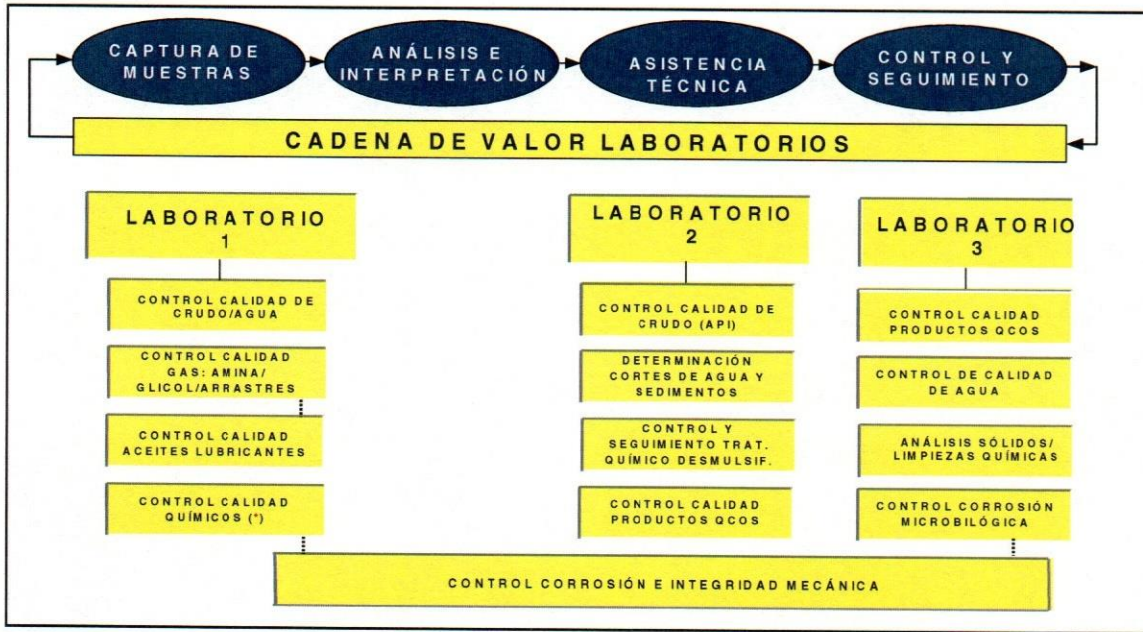 CAPTURA DE
MUESTRAS
ANÁLISIS E
INTERPRETACIÓN
ASISTENCIA
TÉCNICA
CONTROL Y
SEGUIMIENTO
CADENA DE VALOR LABORATORIOS
LABORATORIO
1
CONTROL CALIDAD DE
CRUDO/AGUA
CONTROL CALIDAD
GAS: AMINA/
GLICOL/ARRASTRES
CONTROL CALIDAD
ACEITES LUBRICANTES
CONTROL CALIDAD
QUÍMICOS (*)
LABORATORIO
2
CONTROL CALIDAD DE
CRUDO (API)
DETERMINACIÓN
CORTES DE AGUA Y
SEDIMENTOS
CONTROL Y
SEGUIMIENTO TRAT.
QUÍMICO DESMULSIF.
CONTROL CALIDAD
PRODUCTOS QCOS
LABORATORIO
3
CONTROL CALIDAD
PRODUCTOS QCOS
CONTROL DE CALIDAD
DE AGUA
ANÁLISIS SÓLIDOS/
LIMPIEZAS QUÍMICAS
CONTROL CORROSIÓN
MICROBILÓGICA
CONTROL CORROSIÓN E INTEGRIDAD MECÁNICA